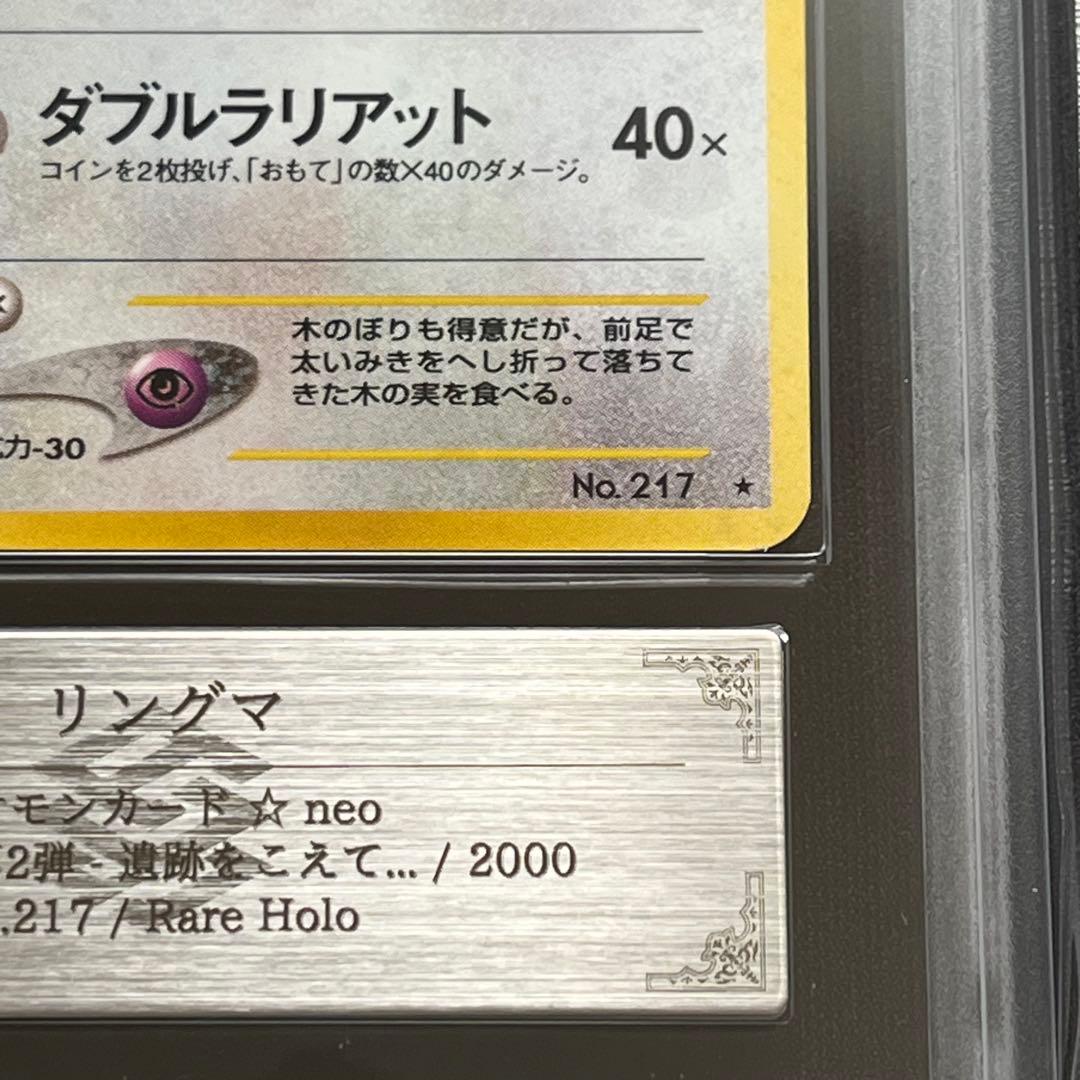 ダブルラリアット 40×
コインを2枚投げ、「おもて」の数×40のダメージ。
木のぼりも得意だが、前足で
太いみきをへし折って落ちて
きた木の実を食べる。
力-30
No. 217 ★
リングマ
モンカード ☆ neo
2弾 - 遺跡をこえて... / 2000
.217 / Rare Holo